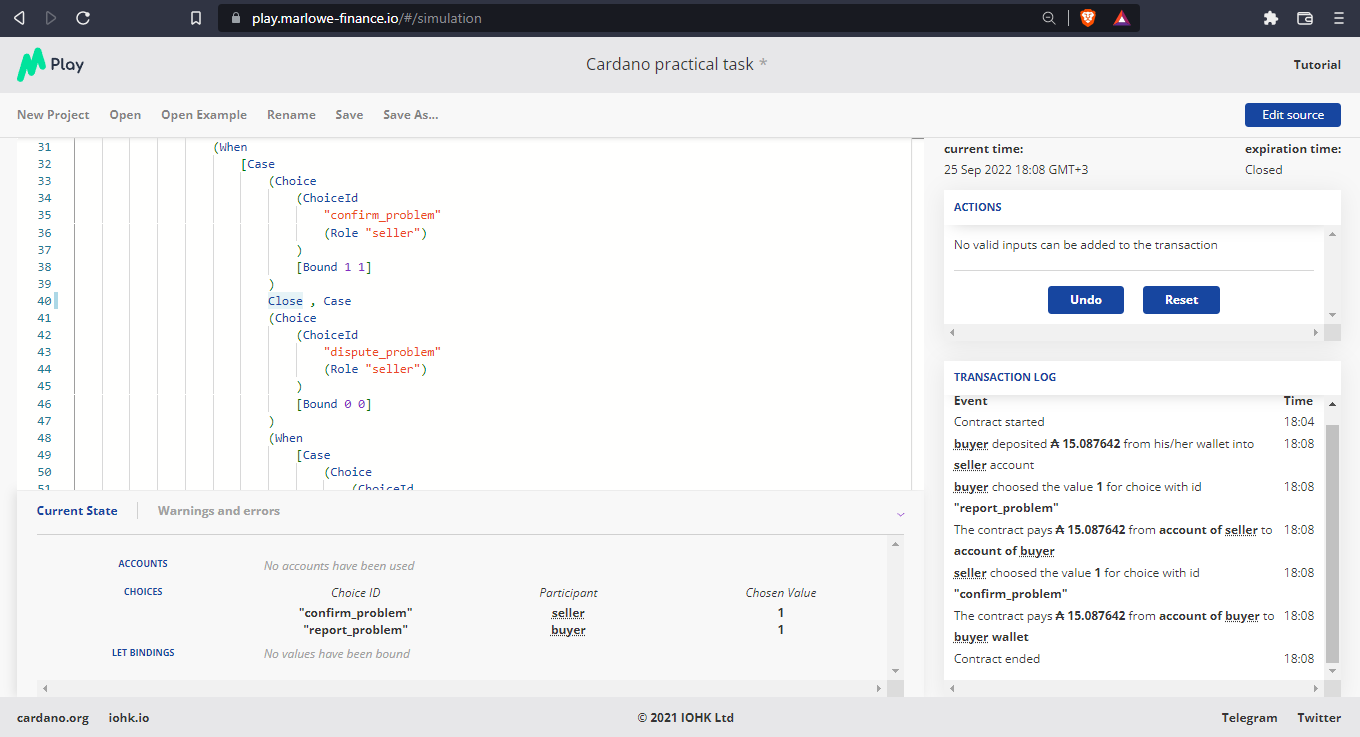 play.marlowe-finance.io/#/simulation
Play
Cardano practical task *
Tutorial
New Project Open Open Example Rename Save Save As...
Edit source
31 (When
32 [Case
33 (Choice
34 (ChoiceId
35 "confirm_problem"
36 (Role "seller")
37 )
38 [Bound 1 1]
39 )
40 Close , Case
41 (Choice
42 (ChoiceId
43 "dispute_problem"
44 (Role "seller")
45 )
46 [Bound 0 0]
47 )
48 (When
49 [Case
50 (Choice
51 (ChoiceId
current time: expiration time:
25 Sep 2022 18:08 GMT+3 Closed
ACTIONS
No valid inputs can be added to the transaction
Undo Reset
TRANSACTION LOG
Event Time
Contract started 18:04
buyer deposited ₳ 15.087642 from his/her wallet into 18:08
seller account
buyer choosed the value 1 for choice with id 18:08
"report_problem"
The contract pays ₳ 15.087642 from account of seller to 18:08
account of buyer
seller choosed the value 1 for choice with id 18:08
"confirm_problem"
The contract pays ₳ 15.087642 from account of buyer to 18:08
buyer wallet
Contract ended 18:08
Current State Warnings and errors
ACCOUNTS No accounts have been used
CHOICES Choice ID Participant Chosen Value
"confirm_problem" seller 1
"report_problem" buyer 1
LET BINDINGS No values have been bound
cardano.org iohk.io © 2021 IOHK Ltd Telegram Twitter